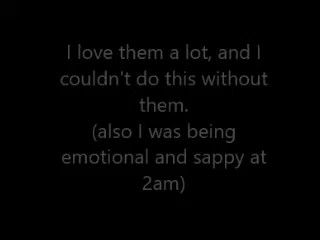 I love them a lot, and I
couldn't do this without
them.
(also I was being
emotional and sappy at
2am)